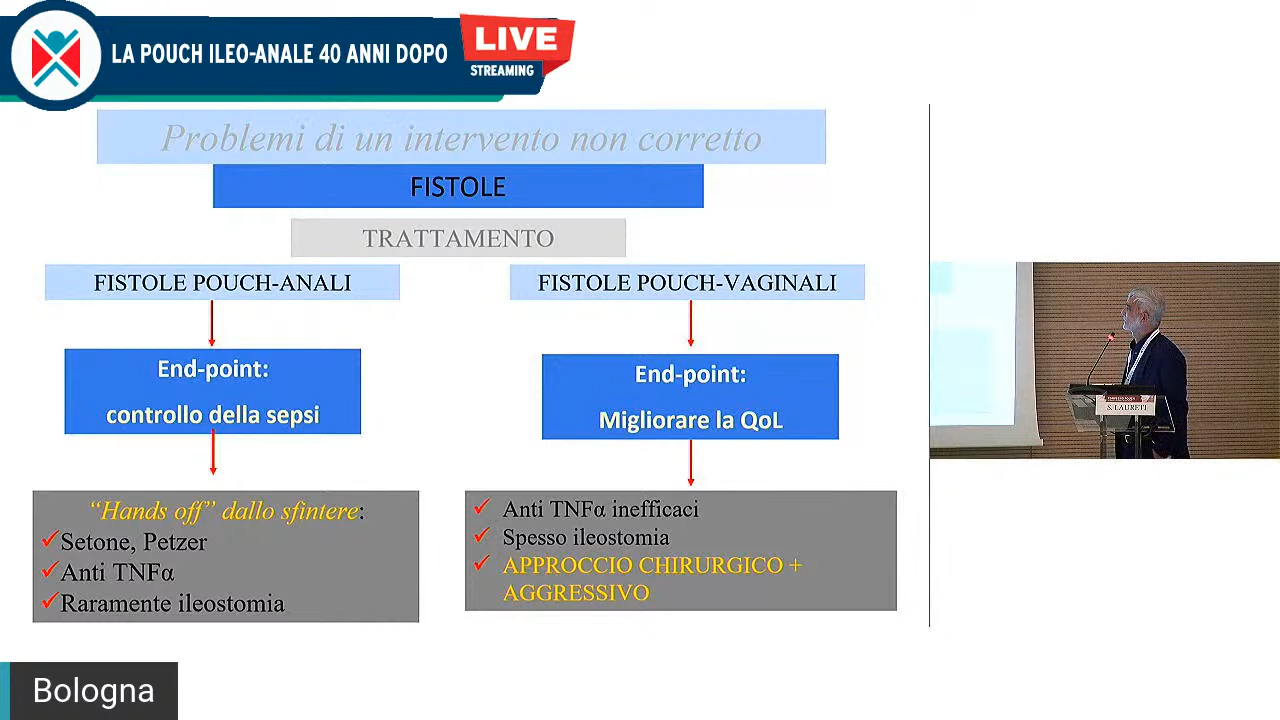 LA POUCH ILEO-ANALE 40 ANNI DOPO
LIVE
STREAMING
Problemi di un intervento non corretto
FISTOLE
TRATTAMENTO
FISTOLE POUCH-ANALI
End-point:
controllo della sepsi
“Hands off” dallo sfintere:
Setone, Petzer
Anti TNFα
Raramente ileostomia
FISTOLE POUCH-VAGINALI
End-point:
Migliorare la QoL
Anti TNFα inefficaci
Spesso ileostomia
APPROCCIO CHIRURGICO +
AGGRESSIVO
S. LAURETI
Bologna